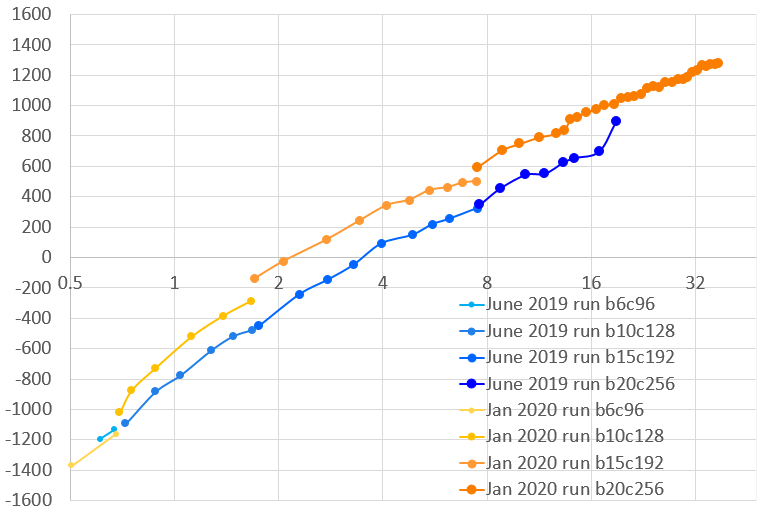 1600
1400
1200
1000
800
600
400
200
0
0.5 1 2 4 8 16 32
-200
-400
-600
-800
-1000
-1200
-1400
-1600
June 2019 run b6c96
June 2019 run b10c128
June 2019 run b15c192
June 2019 run b20c256
Jan 2020 run b6c96
Jan 2020 run b10c128
Jan 2020 run b15c192
Jan 2020 run b20c256